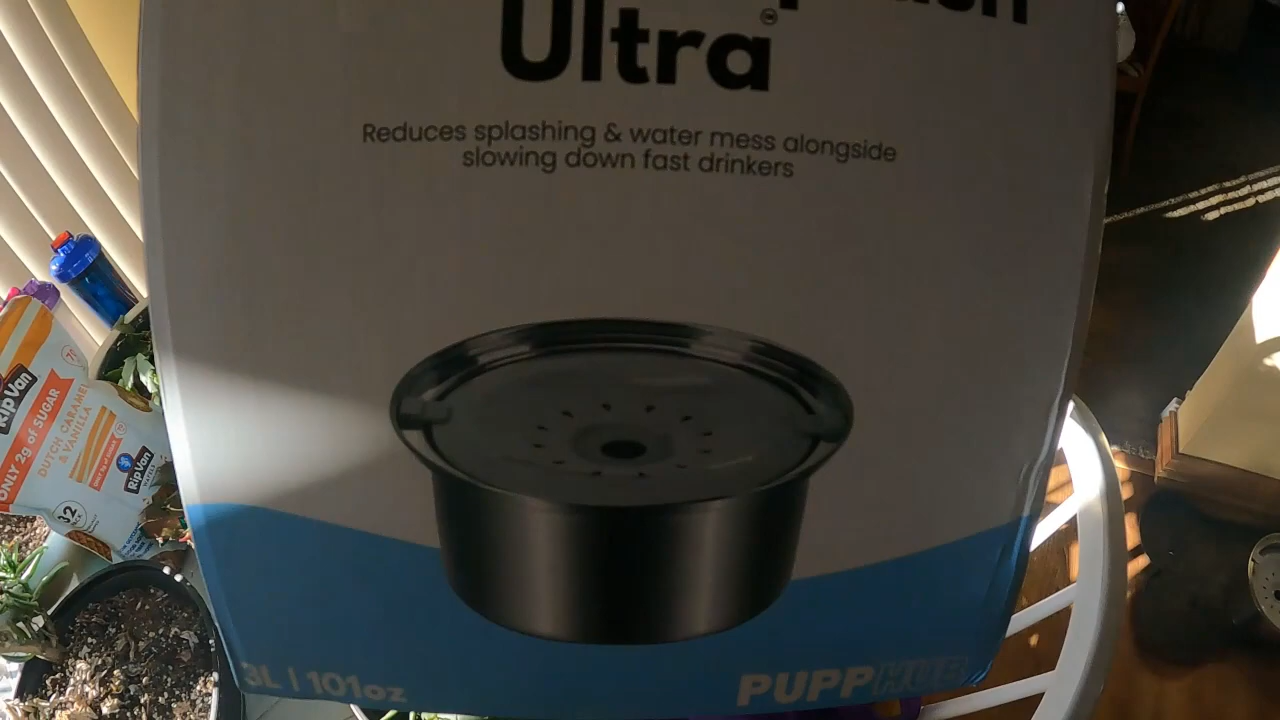 Ultra
Reduces splashing & water mess alongside
slowing down fast drinkers
3L | 101oz
PUPPHUB
Rip Van
ONLY 2g of SUGAR
DUTCH CARAMEL
& VANILLA
Rip Van
32